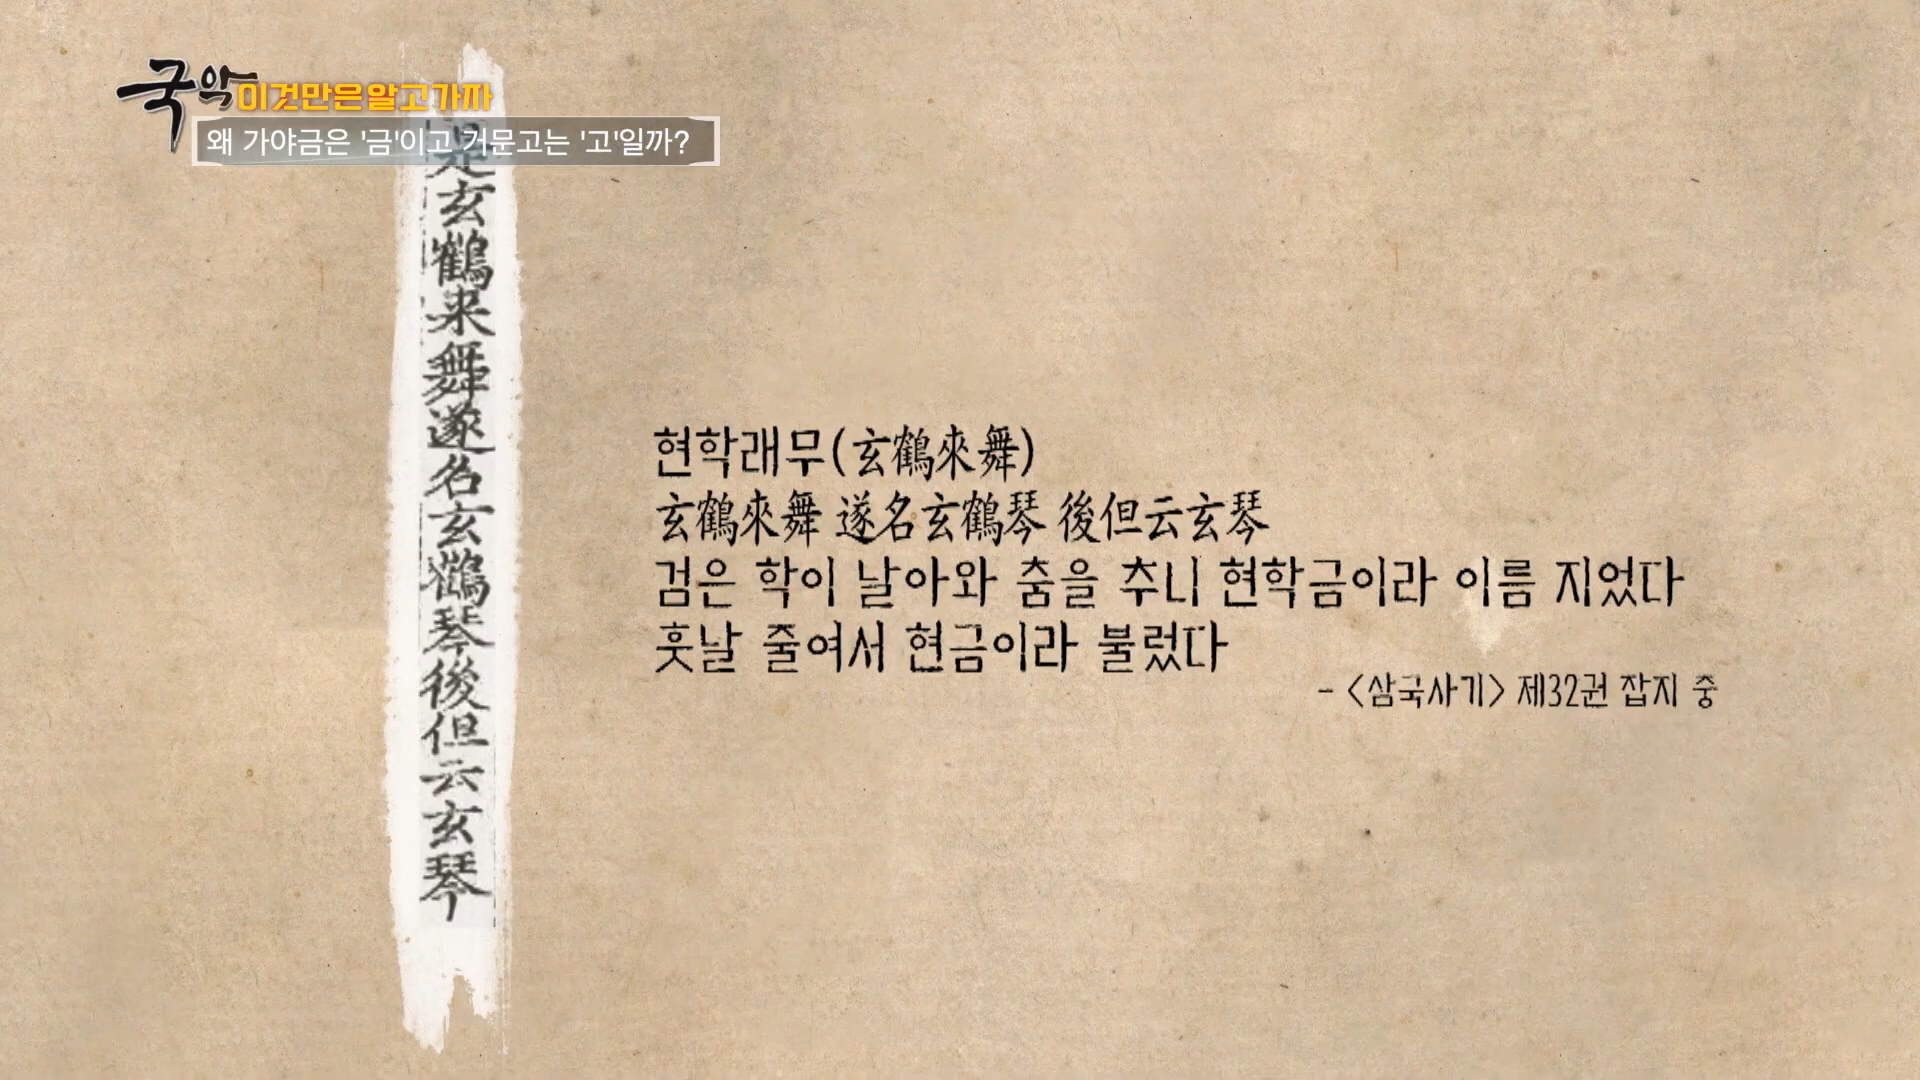 국악 이것만은 알고가자
왜 가야금은 '금'이고 거문고는 '고'일까?
是玄鶴来舞遂名玄鶴琴後但云玄琴
현학래무(玄鶴來舞)
玄鶴來舞 遂名玄鶴琴 後但云玄琴
검은 학이 날아와 춤을 추니 현학금이라 이름 지었다
훗날 줄여서 현금이라 불렀다
- <삼국사기> 제32권 잡지 중